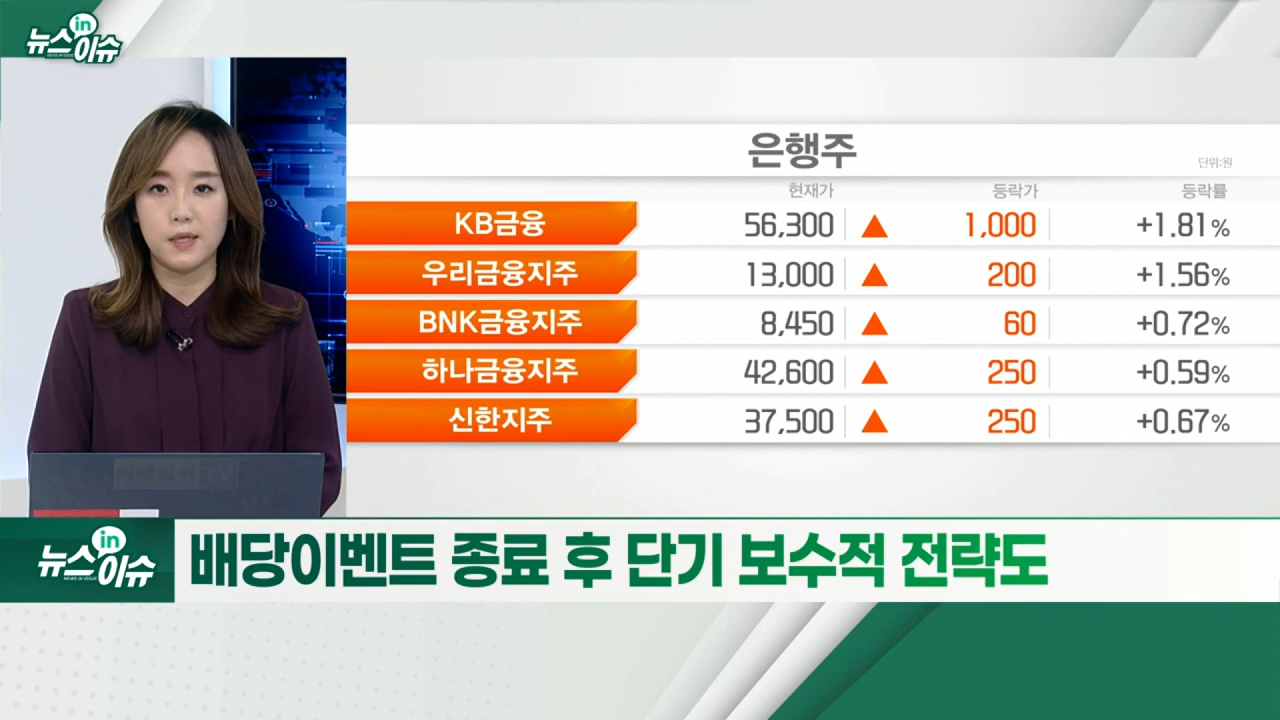 뉴스in이슈
은행주
단위:원
현재가 등락가 등락률
KB금융 56,300 ▲ 1,000 +1.81%
우리금융지주 13,000 ▲ 200 +1.56%
BNK금융지주 8,450 ▲ 60 +0.72%
하나금융지주 42,600 ▲ 250 +0.59%
신한지주 37,500 ▲ 250 +0.67%
뉴스in이슈
NEWS IN ISSUE
배당이벤트 종료 후 단기 보수적 전략도